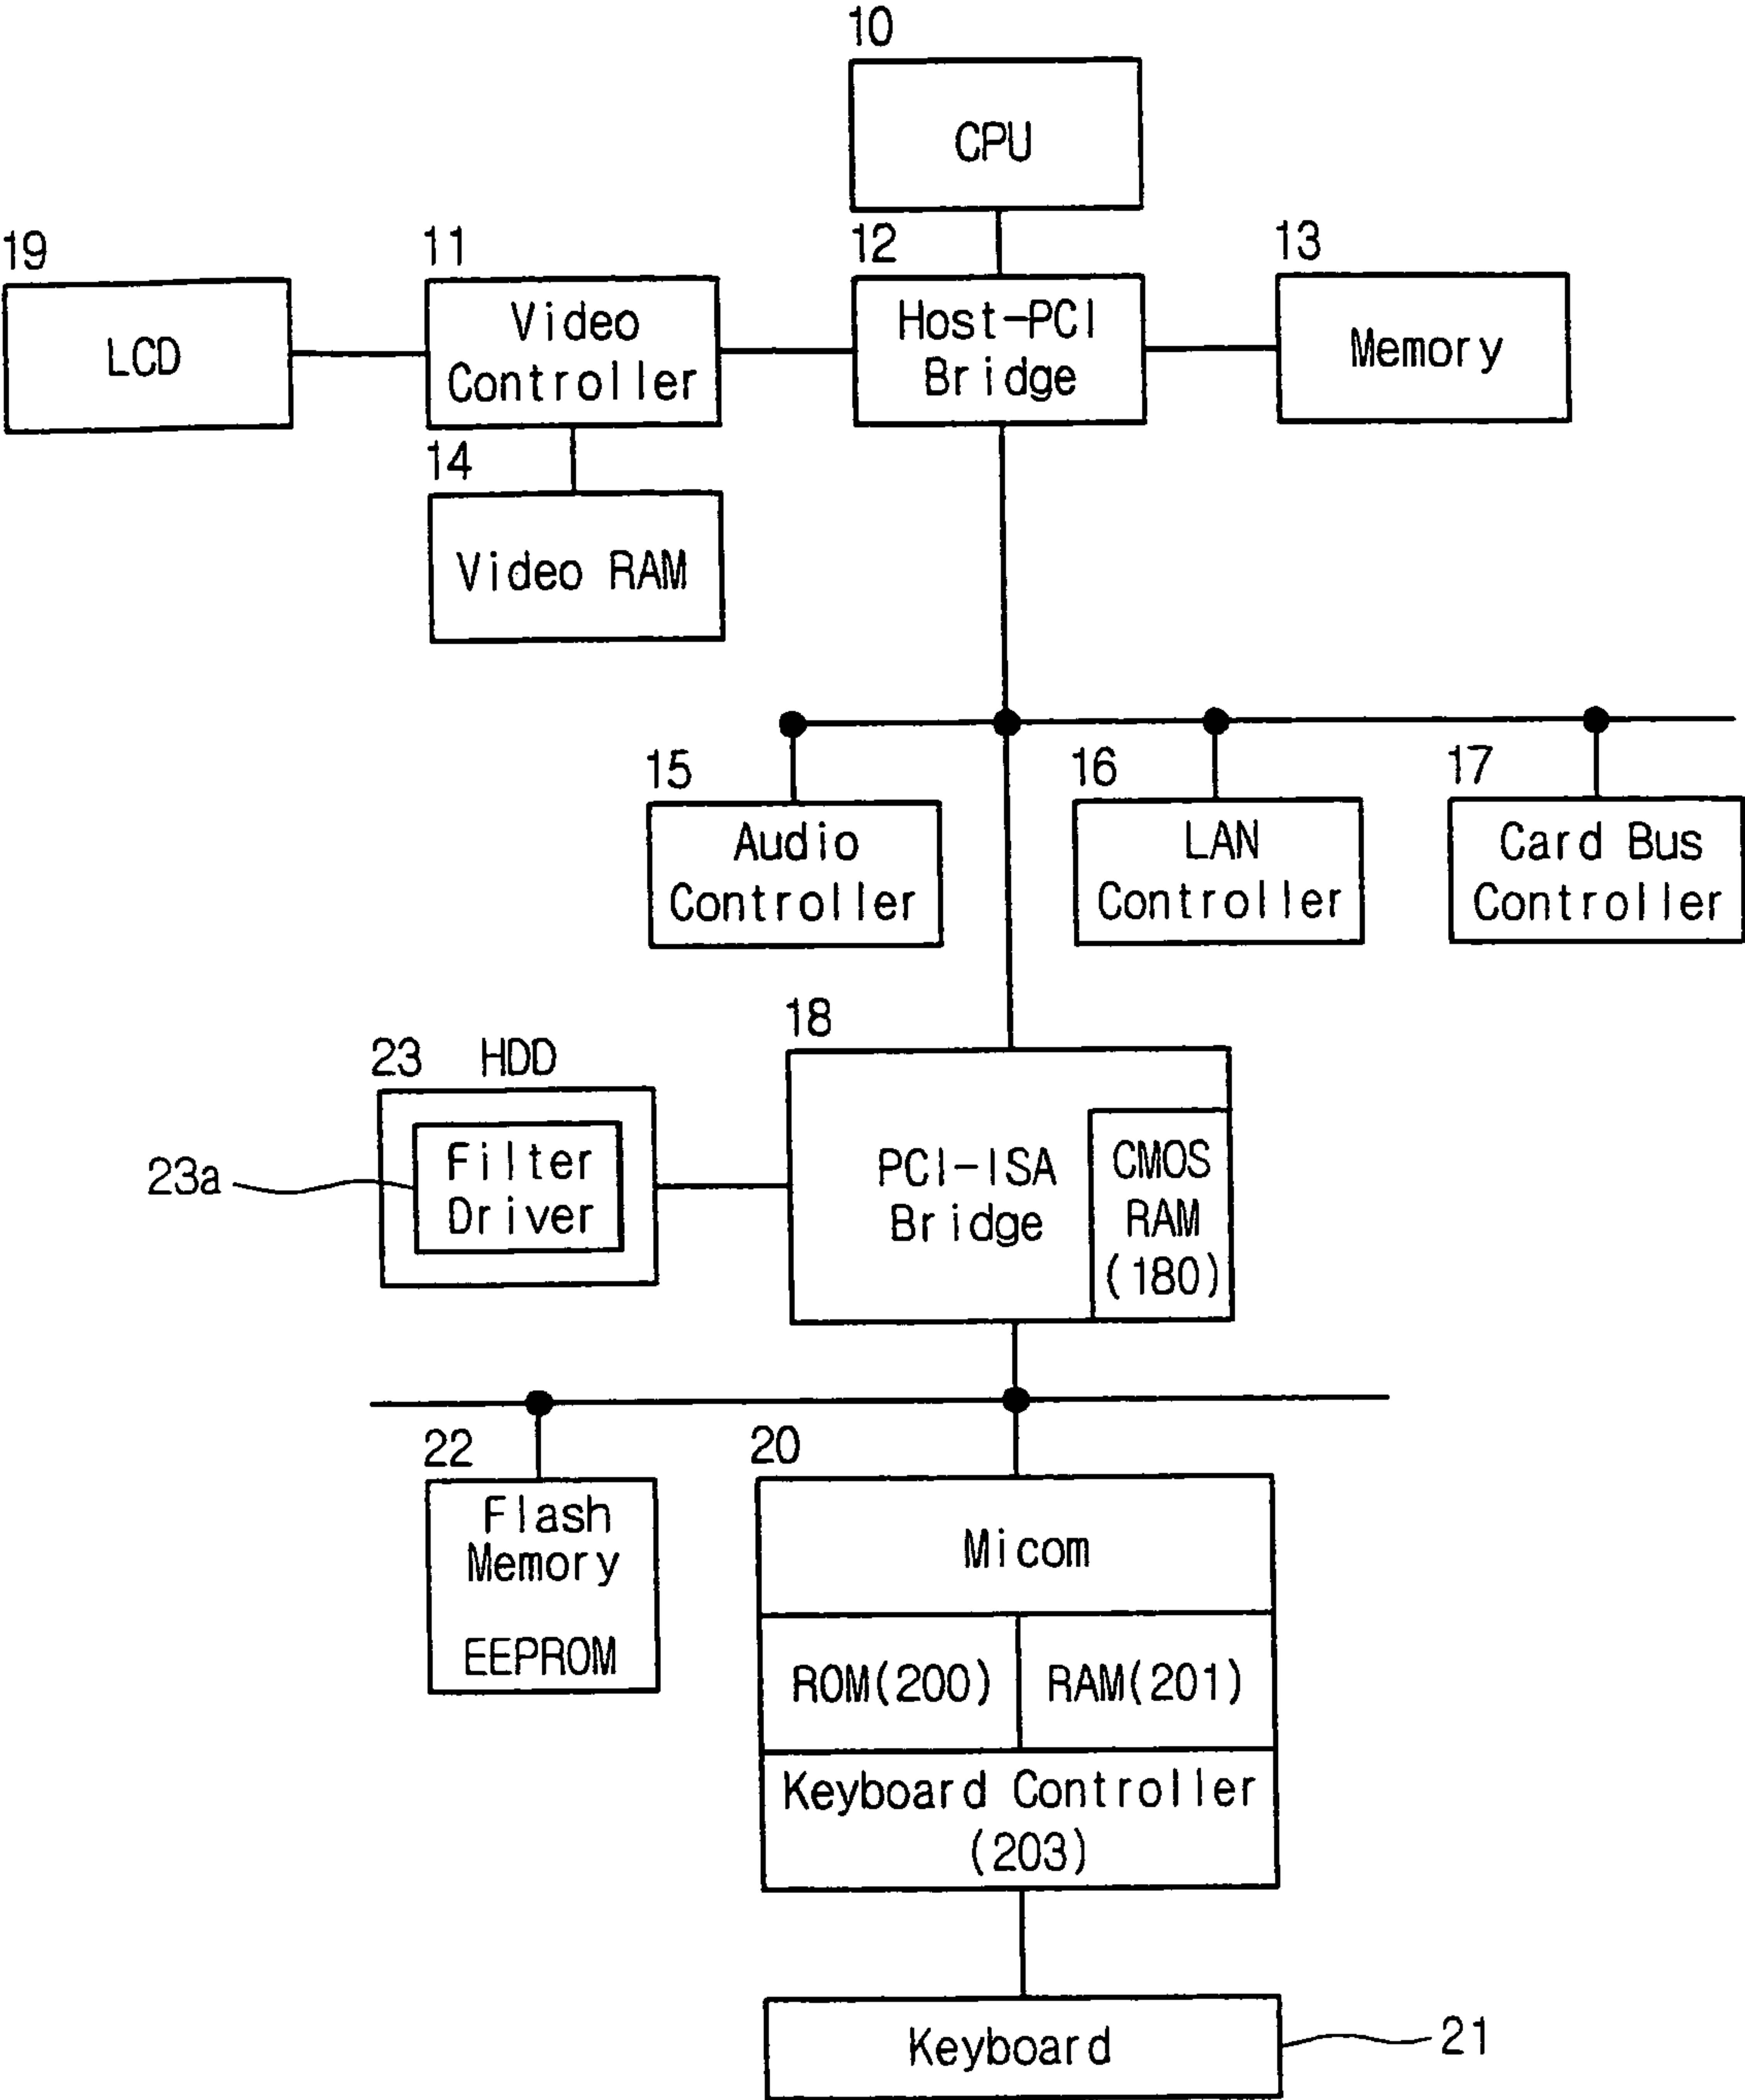 10
CPU
19
11
12
13
LCD
Video
Controller
Host-PCI
Bridge
Memory
14
Video RAM
15
16
17
Audio
Controller
LAN
Controller
Card Bus
Controller
18
23 HDD
Filter
Driver
23a
PCI-ISA
Bridge
CMOS
RAM
(180)
22
20
Flash
Memory
EEPROM
Micom
ROM(200)
RAM(201)
Keyboard Controller
(203)
Keyboard
21